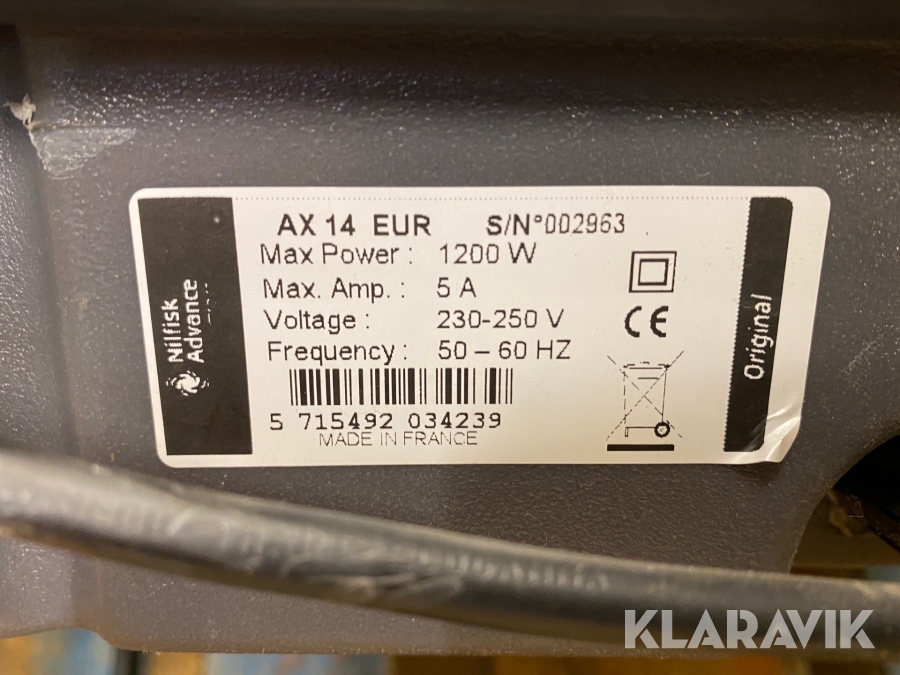 AX 14 EUR S/N°002963
Max Power : 1200 W
Max. Amp. : 5 A
Voltage : 230-250 V
Frequency : 50 – 60 HZ
5 715492 034239
MADE IN FRANCE
Nilfisk
Advance
CE
Original
KLARAVIK